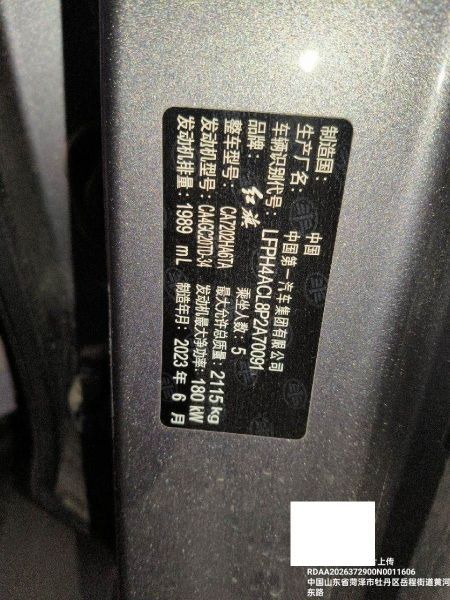 制造国： 中国
生产厂名： 中国第一汽车集团有限公司
车辆识别代号： LFPH4ACL8P2A70091
品牌： 红旗 乘坐人数： 5
整车型号： CA7202HA6TA 最大允许总质量： 2115 kg
发动机型号： CA4GC20TD-34 发动机最大净功率： 180 kW
发动机排量： 1989 mL 制造年月： 2023 年 6 月
上传
RDAA2026372900N0011606
中国山东省菏泽市牡丹区岳程街道黄河
东路